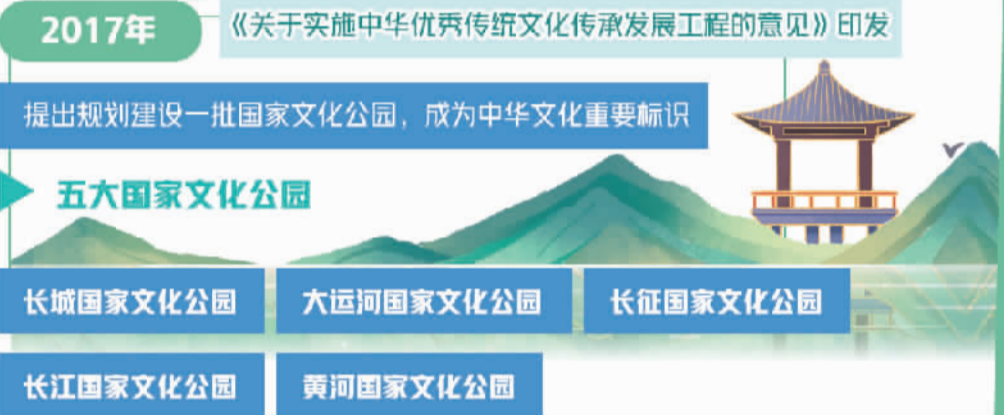 2017年
《关于实施中华优秀传统文化传承发展工程的意见》印发
提出规划建设一批国家文化公园，成为中华文化重要标识
五大国家文化公园
长城国家文化公园
大运河国家文化公园
长征国家文化公园
长江国家文化公园
黄河国家文化公园